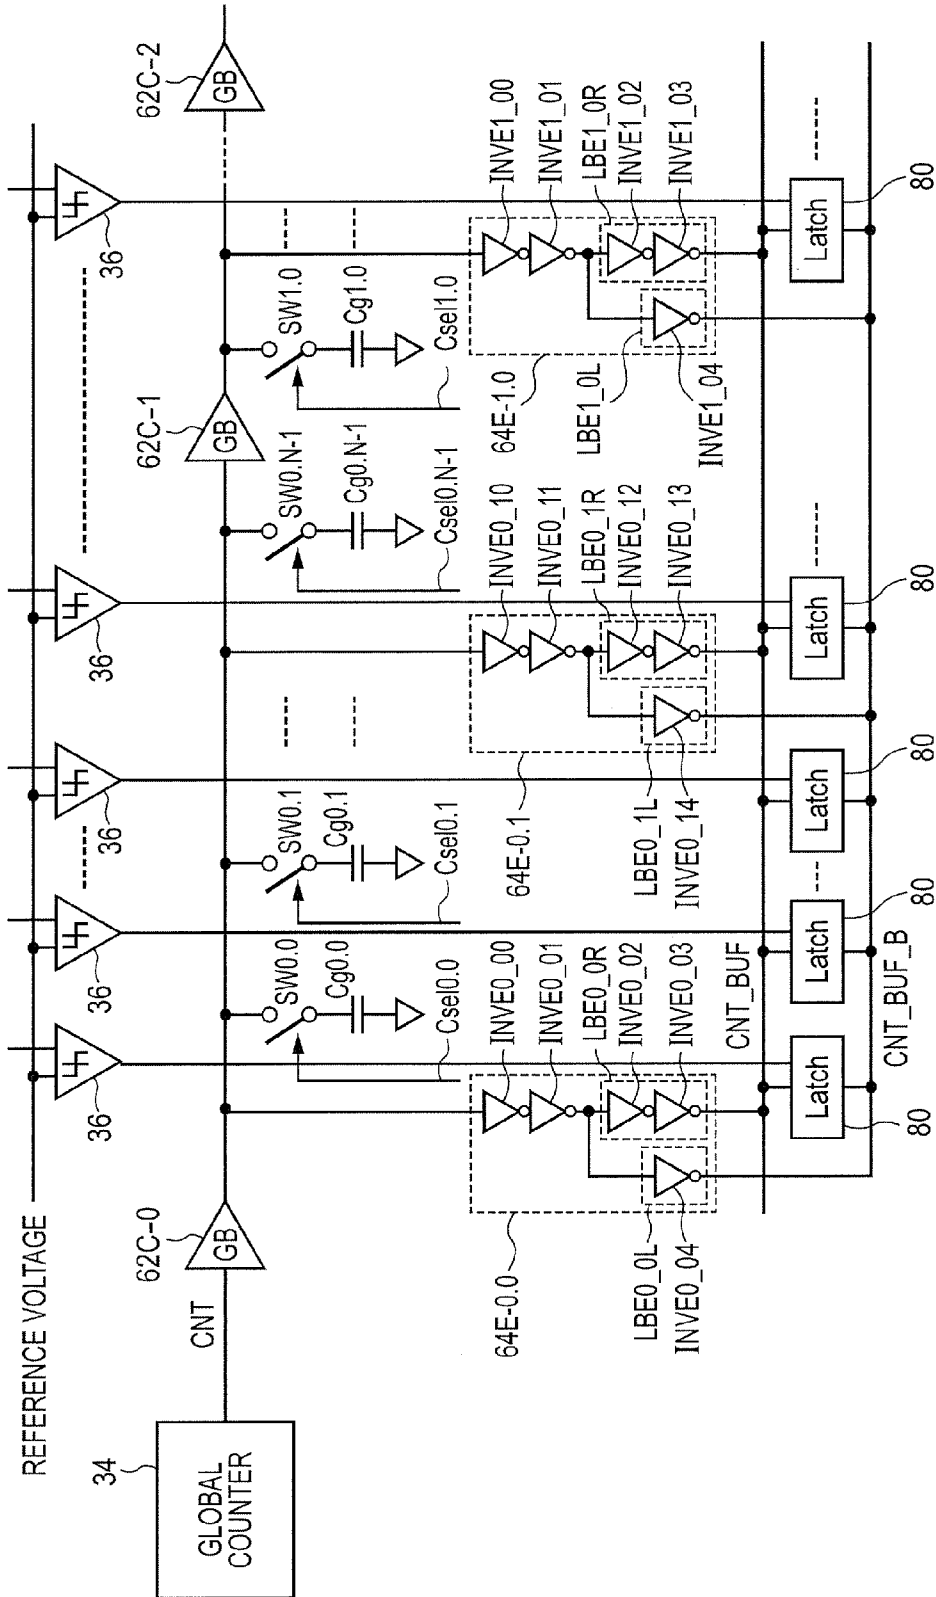 REFERENCE VOLTAGE
36
36
36
36
36
34
GLOBAL
COUNTER
CNT
62C-0
GB
62C-1
GB
62C-2
GB
SW0.0
Cg0.0
Csel0.0
SW0.1
Cg0.1
Csel0.1
SW0.N-1
Cg0.N-1
Csel0.N-1
SW1.0
Cg1.0
Csel1.0
64E-0.0
INVE0_00
INVE0_01
LBE0_0R
INVE0_02
INVE0_03
LBE0_0L
INVE0_04
64E-0.1
INVE0_10
INVE0_11
LBE0_1R
INVE0_12
INVE0_13
LBE0_1L
INVE0_14
64E-1.0
INVE1_00
INVE1_01
LBE1_0R
INVE1_02
INVE1_03
LBE1_0L
INVE1_04
CNT_BUF
Latch
80
Latch
80
Latch
80
Latch
80
Latch
80
CNT_BUF_B